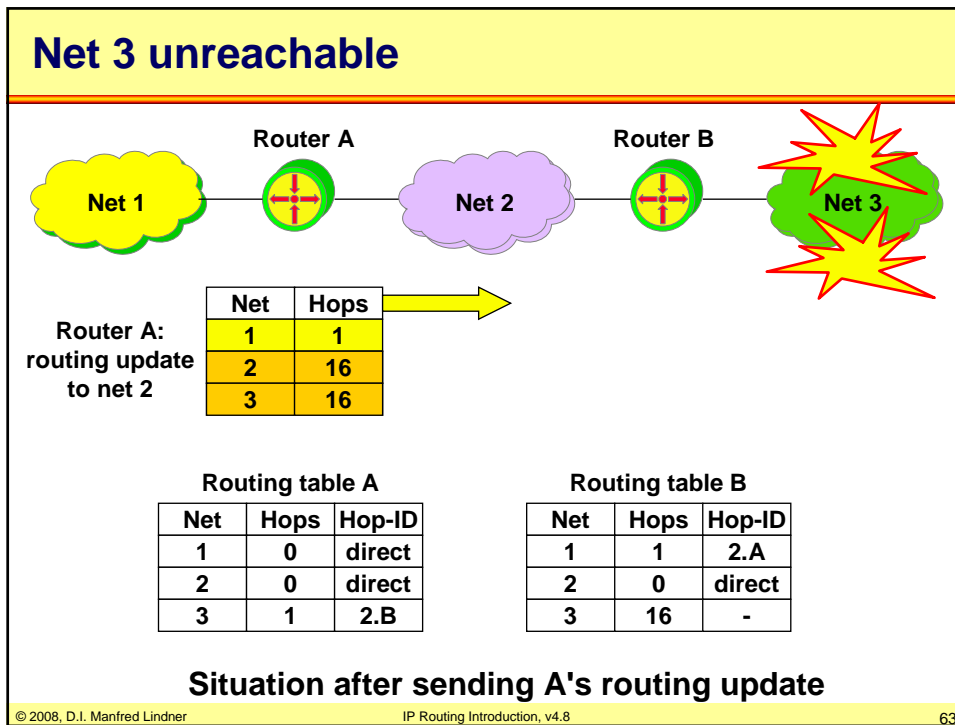 Net 3 unreachable
Router A
Router B
Net 1
Net 2
Net 3
Router A:
routing update
to net 2
Net Hops
1 1
2 16
3 16
Routing table A
Net Hops Hop-ID
1 0 direct
2 0 direct
3 1 2.B
Routing table B
Net Hops Hop-ID
1 1 2.A
2 0 direct
3 16 -
Situation after sending A's routing update
© 2008, D.I. Manfred Lindner
IP Routing Introduction, v4.8
63